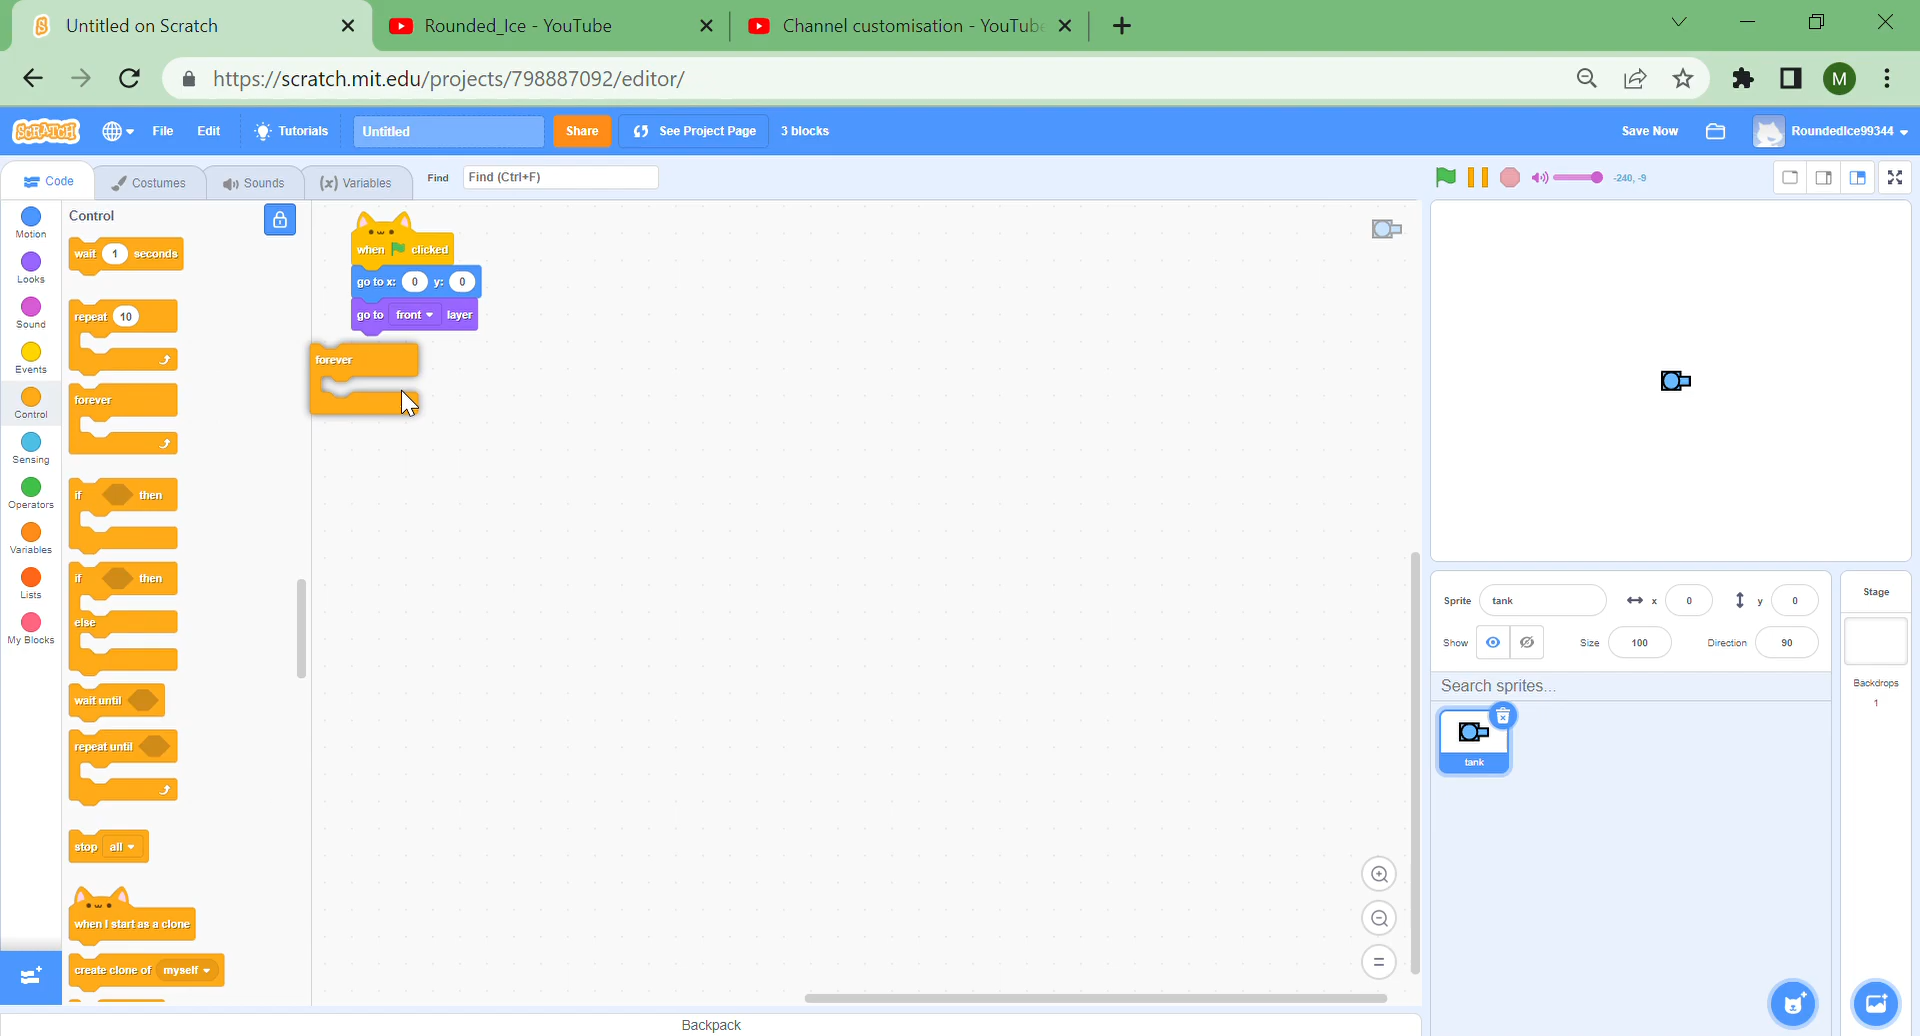 Untitled on Scratch
Rounded_Ice - YouTube
Channel customisation - YouTube
https://scratch.mit.edu/projects/798887092/editor/
M
SCRATCH
File
Edit
Tutorials
Untitled
Share
See Project Page
3 blocks
Save Now
RoundedIce99344
Code
Costumes
Sounds
(x) Variables
Find
Find (Ctrl+F)
-240, -9
Motion
Looks
Sound
Events
Control
Sensing
Operators
Variables
Lists
My Blocks
Control
wait 1 seconds
repeat 10
forever
if then
if then
else
wait until
repeat until
stop all
when I start as a clone
create clone of myself
when clicked
go to x: 0 y: 0
go to front layer
forever
Sprite tank x 0 y 0
Show Size 100 Direction 90
Search sprites...
tank
Stage
Backdrops
1
Backpack